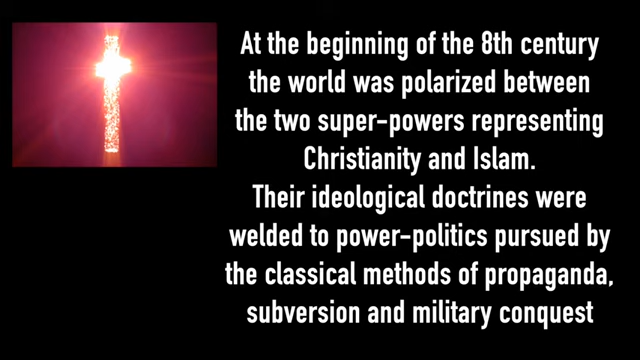 At the beginning of the 8th century
the world was polarized between
the two super-powers representing
Christianity and Islam.
Their ideological doctrines were
welded to power-politics pursued by
the classical methods of propaganda,
subversion and military conquest